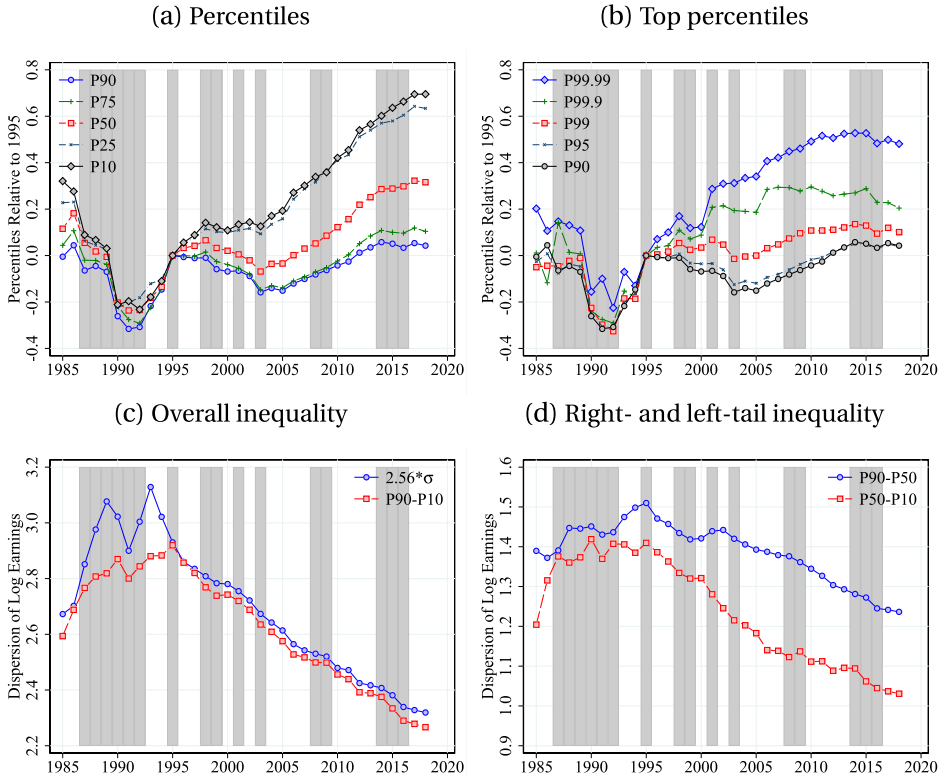 (a) Percentiles
Percentiles Relative to 1995
0.8
0.6
0.4
0.2
0.0
-0.2
-0.4
P90
P75
P50
P25
P10
1985 1990 1995 2000 2005 2010 2015 2020
(b) Top percentiles
Percentiles Relative to 1995
0.8
0.6
0.4
0.2
0.0
-0.2
-0.4
P99.99
P99.9
P99
P95
P90
1985 1990 1995 2000 2005 2010 2015 2020
(c) Overall inequality
Dispersion of Log Earnings
3.2
3.0
2.8
2.6
2.4
2.2
2.56*σ
P90-P10
1985 1990 1995 2000 2005 2010 2015 2020
(d) Right- and left-tail inequality
Dispersion of Log Earnings
1.6
1.5
1.4
1.3
1.2
1.1
1.0
0.9
P90-P50
P50-P10
1985 1990 1995 2000 2005 2010 2015 2020